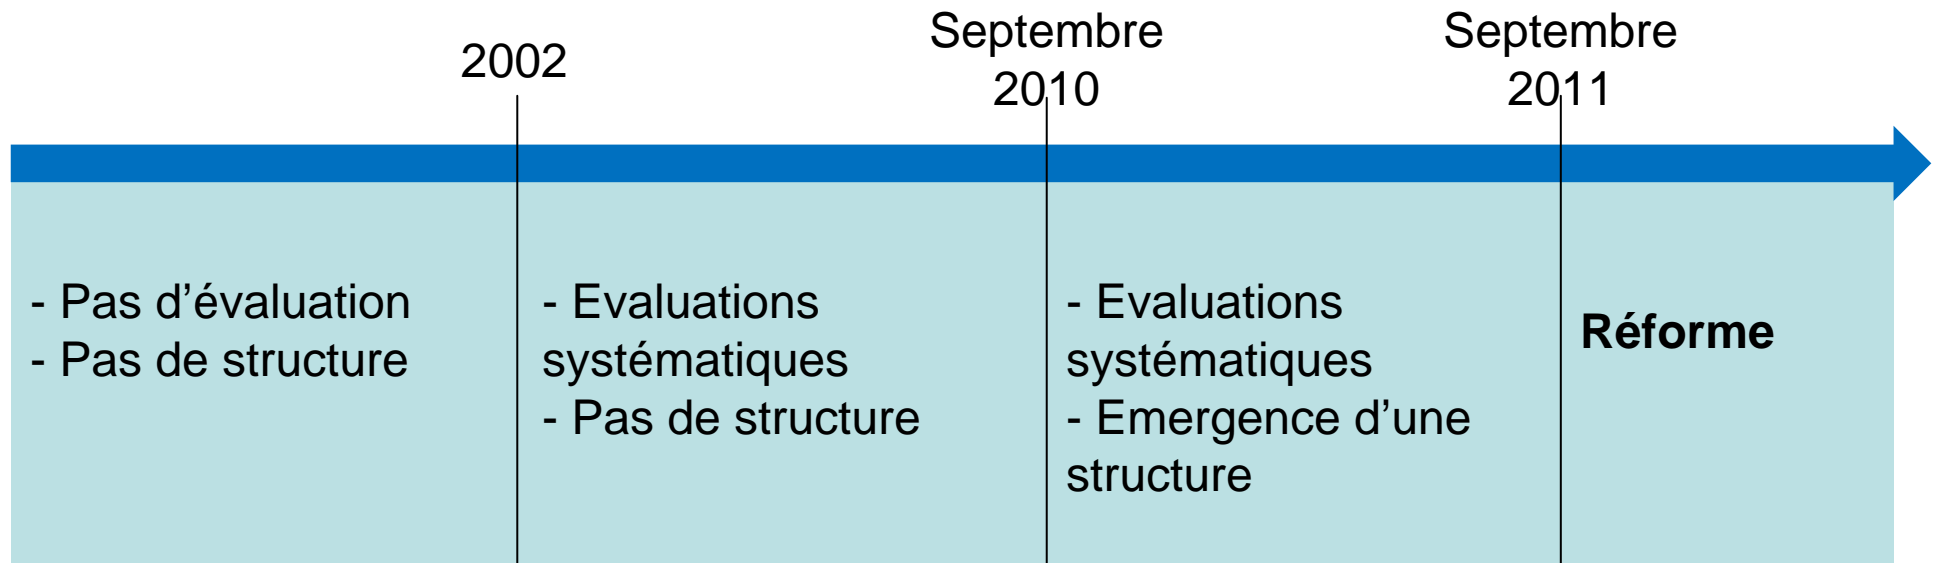 2002
Septembre
2010
Septembre
2011
- Pas d’évaluation
- Pas de structure
- Evaluations
systématiques
- Pas de structure
- Evaluations
systématiques
- Emergence d’une
structure
Réforme